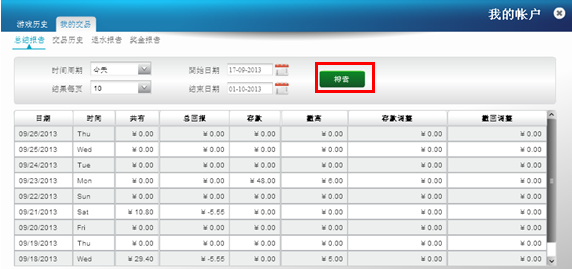 我的帐户
游戏历史 我的交易
总结报告 交易历史 返水报告 奖金报告
时间周期 今天 開始日期 17-09-2013
结果每页 10 结束日期 01-10-2013
日期 时间 共有 总回报 存款 撤离 存款调整 撤回调整
09/26/2013 Thu ¥ 0.00 ¥ 0.00 ¥ 0.00 ¥ 0.00 ¥ 0.00 ¥ 0.00
09/25/2013 Wed ¥ 0.00 ¥ 0.00 ¥ 0.00 ¥ 0.00 ¥ 0.00 ¥ 0.00
09/24/2013 Tue ¥ 0.00 ¥ 0.00 ¥ 0.00 ¥ 0.00 ¥ 0.00 ¥ 0.00
09/23/2013 Mon ¥ 0.00 ¥ 0.00 ¥ 48.00 ¥ 6.00 ¥ 0.00 ¥ 0.00
09/22/2013 Sun ¥ 0.00 ¥ 0.00 ¥ 0.00 ¥ 0.00 ¥ 0.00 ¥ 0.00
09/21/2013 Sat ¥ 10.80 ¥ -5.55 ¥ 0.00 ¥ 0.00 ¥ 0.00 ¥ 0.00
09/20/2013 Fri ¥ 0.00 ¥ 0.00 ¥ 0.00 ¥ 0.00 ¥ 0.00 ¥ 0.00
09/19/2013 Thu ¥ 0.00 ¥ 0.00 ¥ 0.00 ¥ 0.00 ¥ 0.00 ¥ 0.00
09/18/2013 Wed ¥ 29.40 ¥ -5.55 ¥ 0.00 ¥ 5.00 ¥ 0.00 ¥ 0.00